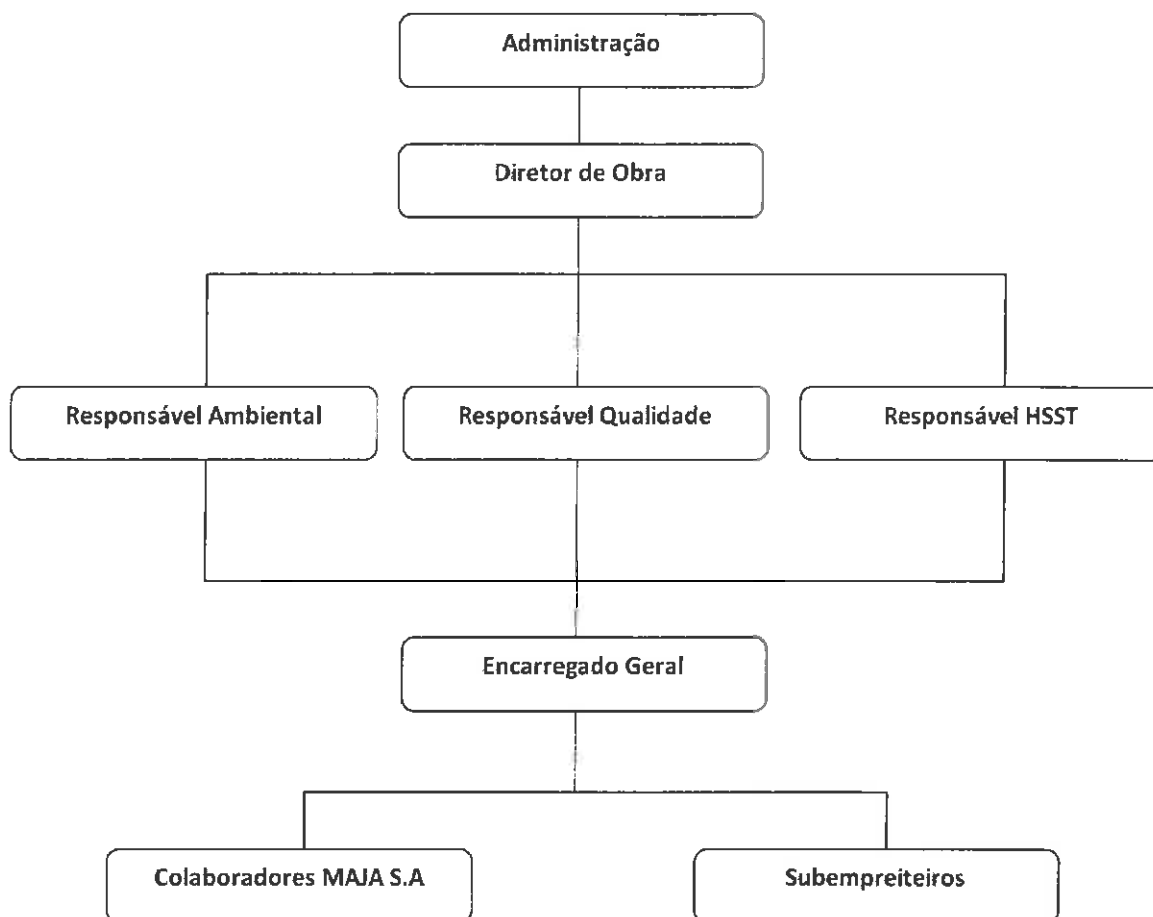 Administração
Diretor de Obra
Responsável Ambiental
Responsável Qualidade
Responsável HSST
Encarregado Geral
Colaboradores MAJA S.A
Subempreiteiros